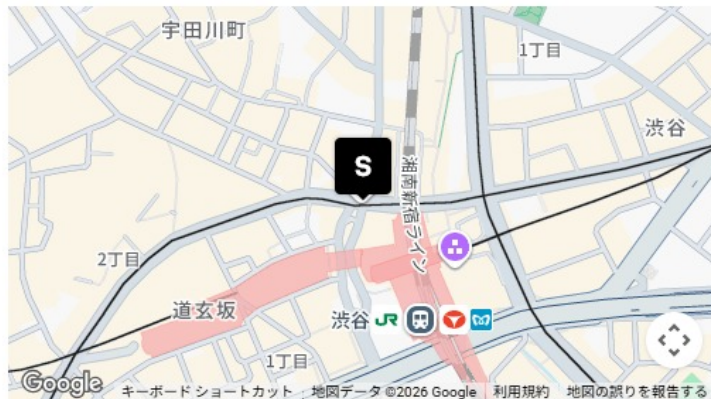 宇田川町
1丁目
渋谷
S
湘南新宿ライン
2丁目
道玄坂
渋谷 JR
1丁目
Google
キーボード ショートカット 地図データ ©2026 Google 利用規約 地図の誤りを報告する